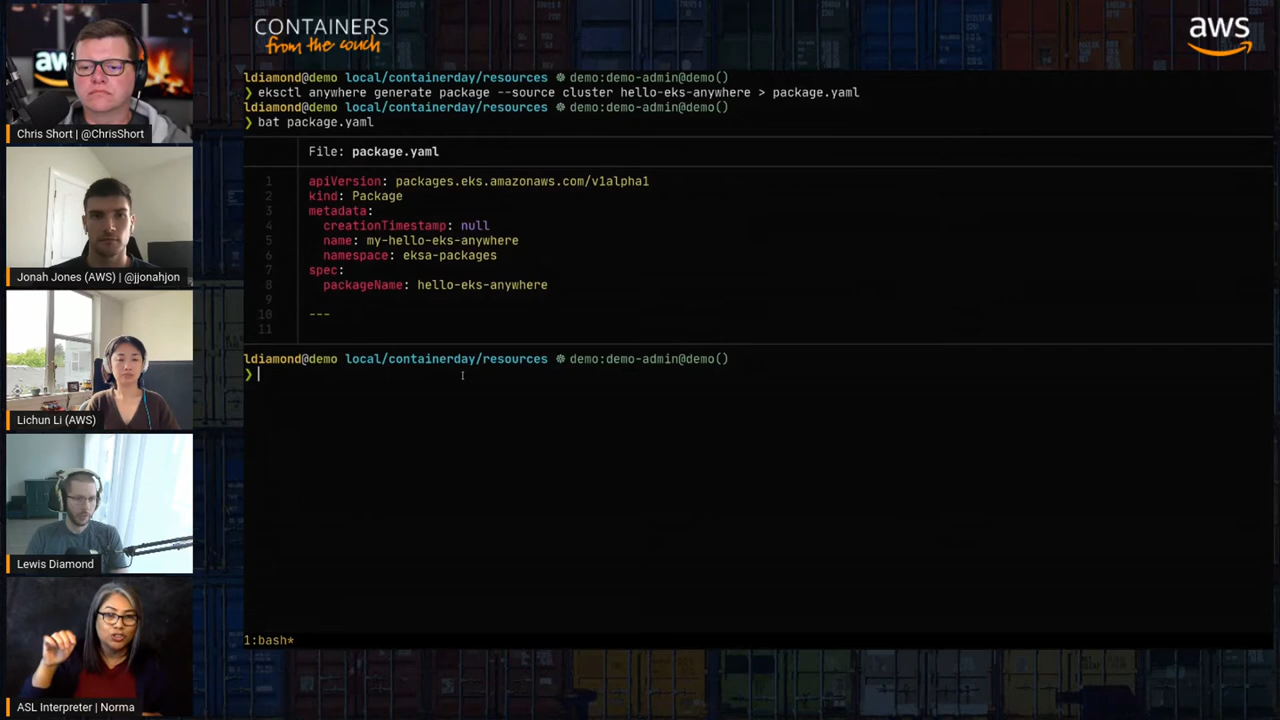 CONTAINERS
from the couch
aws
aws
Chris Short | @ChrisShort
Jonah Jones (AWS) | @jjonahjon
Lichun Li (AWS)
Lewis Diamond
ASL Interpreter | Norma
ldiamond@demo local/containerday/resources ☸ demo:demo-admin@demo()
❯ eksctl anywhere generate package --source cluster hello-eks-anywhere > package.yaml
ldiamond@demo local/containerday/resources ☸ demo:demo-admin@demo()
❯ bat package.yaml
File: package.yaml
1 apiVersion: packages.eks.amazonaws.com/v1alpha1
2 kind: Package
3 metadata:
4 creationTimestamp: null
5 name: my-hello-eks-anywhere
6 namespace: eksa-packages
7 spec:
8 packageName: hello-eks-anywhere
9
10 ---
11
ldiamond@demo local/containerday/resources ☸ demo:demo-admin@demo()
❯
1:bash*